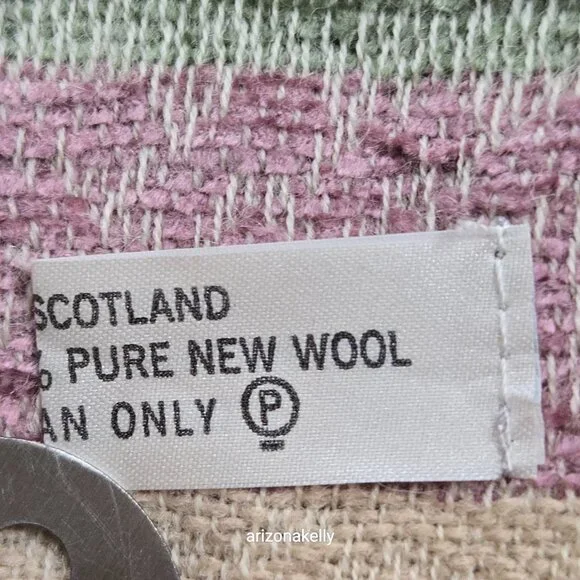 SCOTLAND
% PURE NEW WOOL
AN ONLY P
arizonakelly